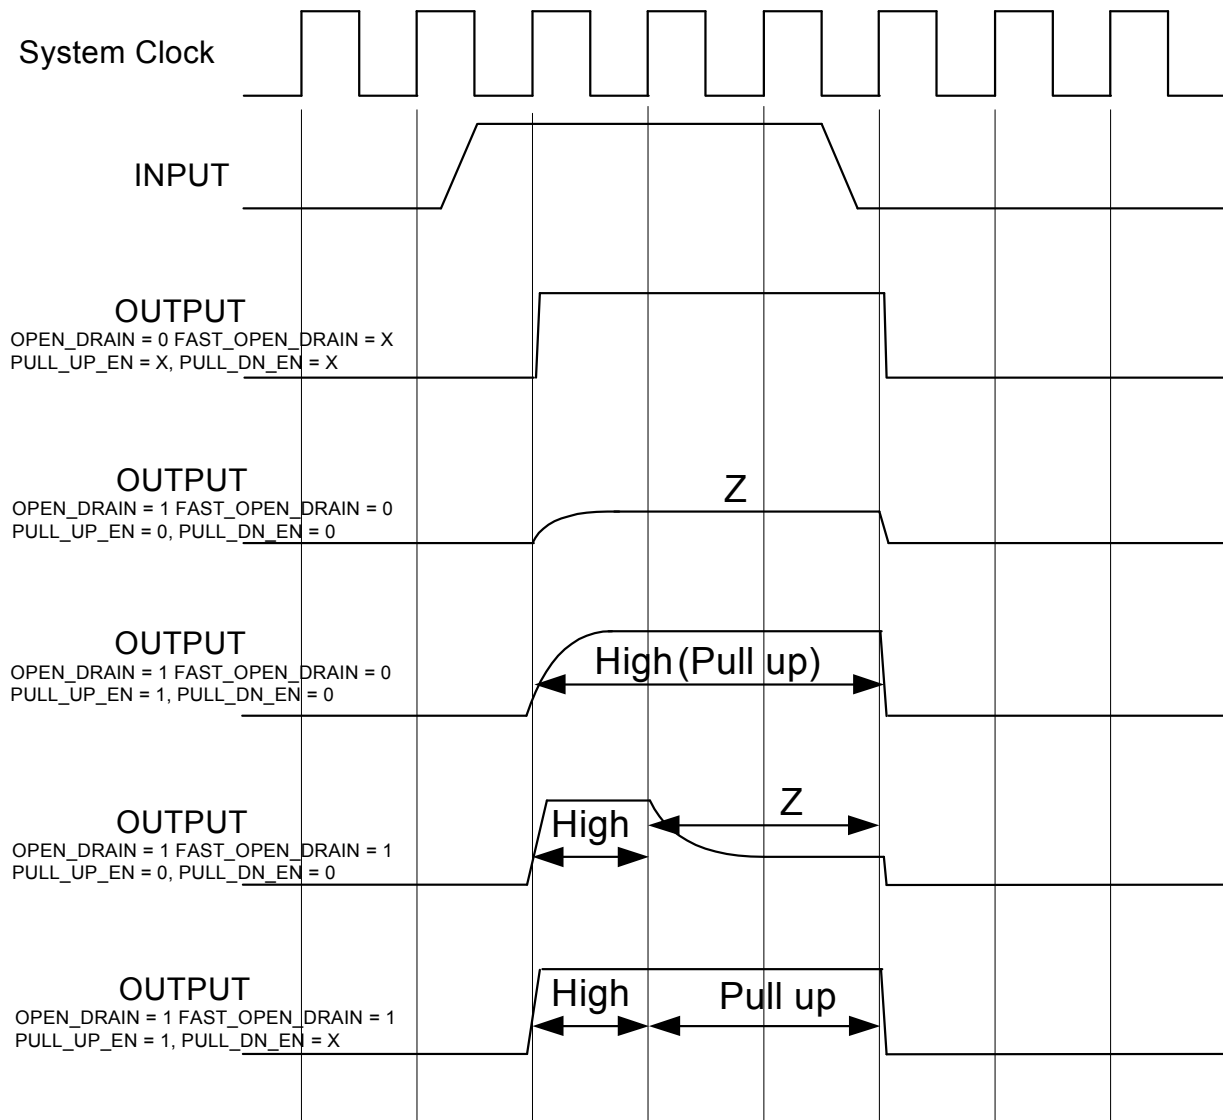 System Clock
INPUT
OUTPUT
OPEN_DRAIN = 0 FAST_OPEN_DRAIN = X
PULL_UP_EN = X, PULL_DN_EN = X
OUTPUT
OPEN_DRAIN = 1 FAST_OPEN_DRAIN = 0
PULL_UP_EN = 0, PULL_DN_EN = 0
Z
OUTPUT
OPEN_DRAIN = 1 FAST_OPEN_DRAIN = 0
PULL_UP_EN = 1, PULL_DN_EN = 0
High (Pull up)
OUTPUT
OPEN_DRAIN = 1 FAST_OPEN_DRAIN = 1
PULL_UP_EN = 0, PULL_DN_EN = 0
High
Z
OUTPUT
OPEN_DRAIN = 1 FAST_OPEN_DRAIN = 1
PULL_UP_EN = 1, PULL_DN_EN = X
High
Pull up